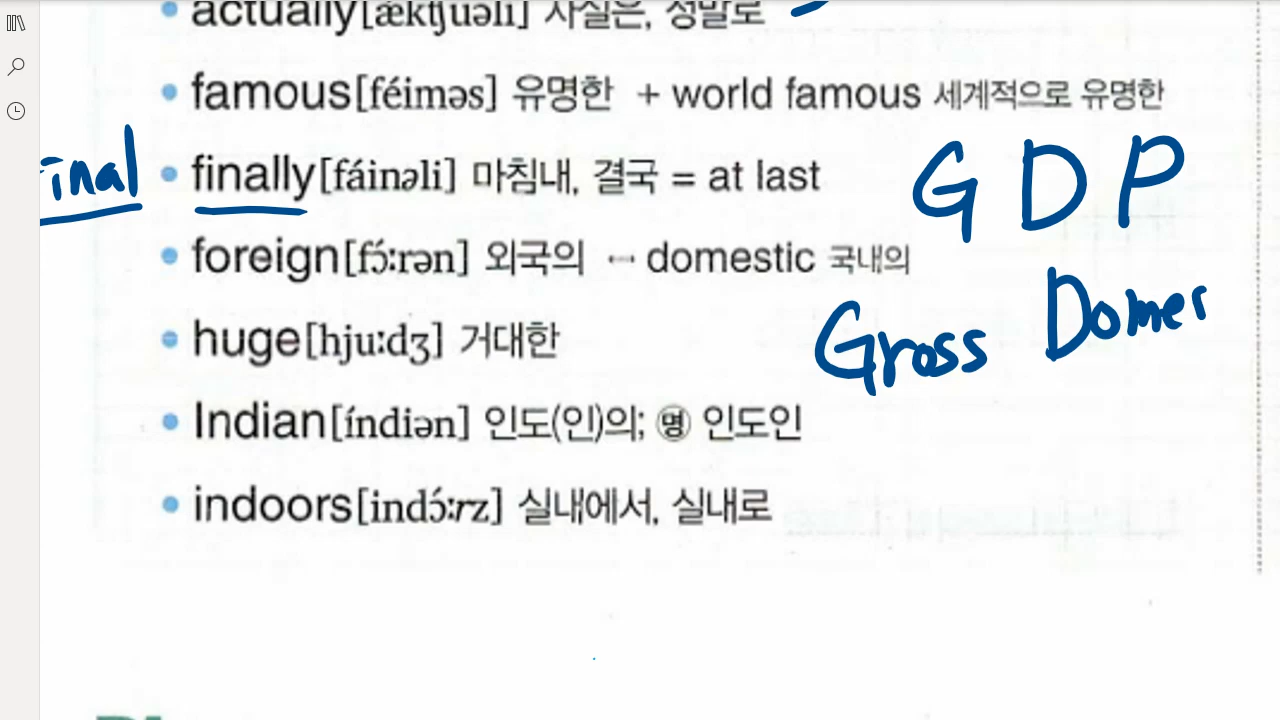 actually[ǽktʃuəli] 사실은, 정말로
famous[féiməs] 유명한 + world famous 세계적으로 유명한
final finally[fáinəli] 마침내, 결국 = at last
GDP
foreign[fɔ́ːrən] 외국의 ↔ domestic 국내의
Gross Domes
huge[hjuːdʒ] 거대한
Indian[índiən] 인도(인)의; 명 인도인
indoors[indɔ́ːrz] 실내에서, 실내로